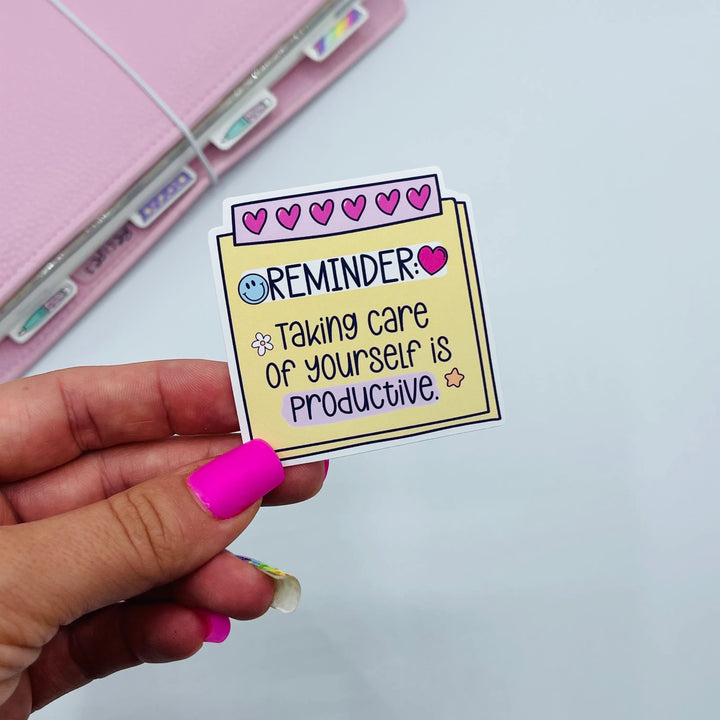 REMINDER:
Taking care
of yourself is
Productive.